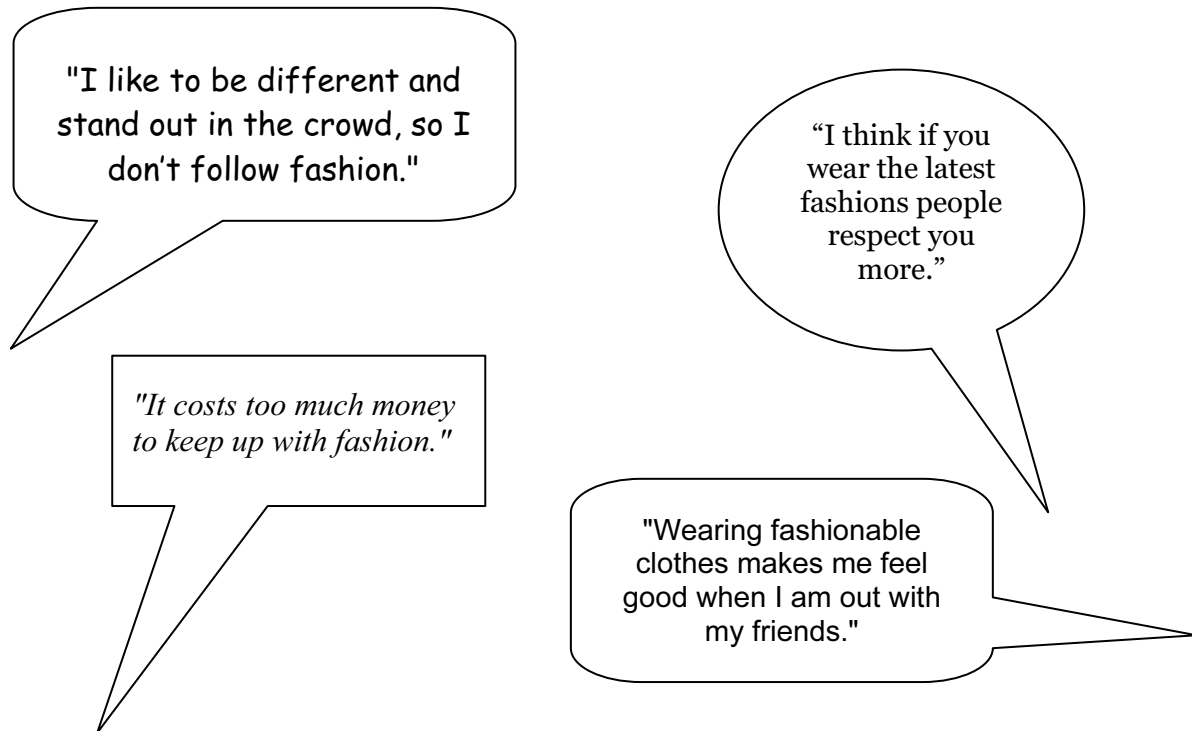 "I like to be different and
stand out in the crowd, so I
don't follow fashion."
“I think if you
wear the latest
fashions people
respect you
more.”
"It costs too much money
to keep up with fashion."
"Wearing fashionable
clothes makes me feel
good when I am out with
my friends."